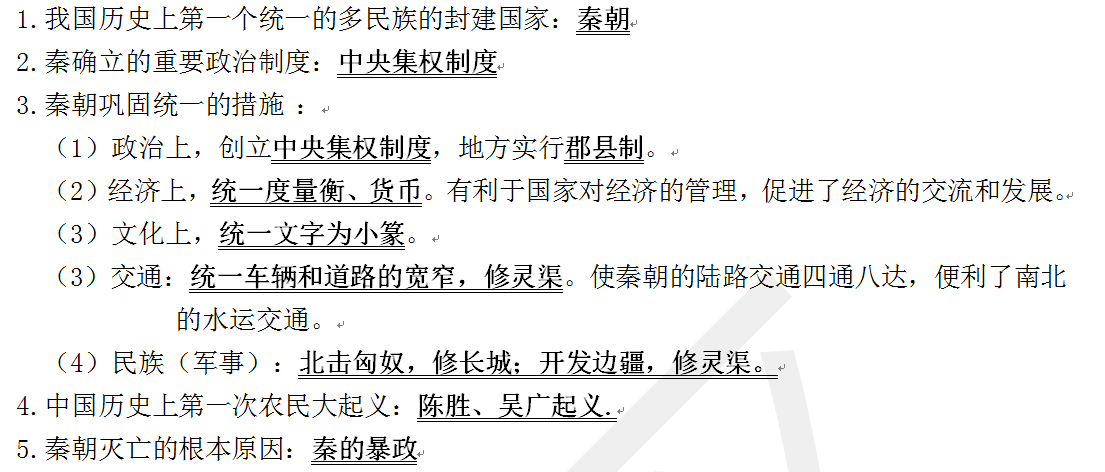 1.我国历史上第一个统一的多民族的封建国家：秦朝
2.秦确立的重要政治制度：中央集权制度
3.秦朝巩固统一的措施 ：
（1）政治上，创立中央集权制度，地方实行郡县制。
（2）经济上，统一度量衡、货币。有利于国家对经济的管理，促进了经济的交流和发展。
（3）文化上，统一文字为小篆。
（3）交通：统一车辆和道路的宽窄，修灵渠。使秦朝的陆路交通四通八达，便利了南北
的水运交通。
（4）民族（军事）：北击匈奴，修长城；开发边疆，修灵渠。
4.中国历史上第一次农民大起义：陈胜、吴广起义.
5.秦朝灭亡的根本原因：秦的暴政